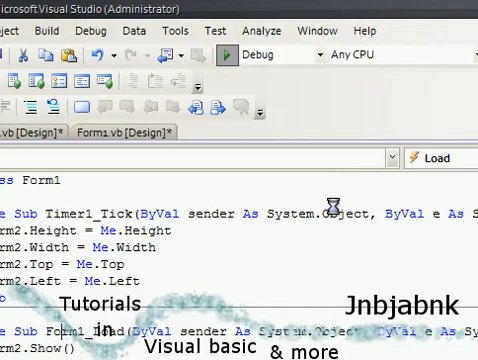 icrosoft Visual Studio (Administrator)
oject Build Debug Data Tools Test Analyze Window Help
Debug Any CPU
.vb [Design]* Form1.vb [Design]*
Load
ss Form1
e Sub Timer1_Tick(ByVal sender As System.Object, ByVal e As S
rm2.Height = Me.Height
rm2.Width = Me.Width
rm2.Top = Me.Top
rm2.Left = Me.Left
b
Tutorials Jnbjabnk
e Sub Form1_Load(ByVal sender As System.Object, ByVal e As S
in
rm2.Show() Visual basic & more